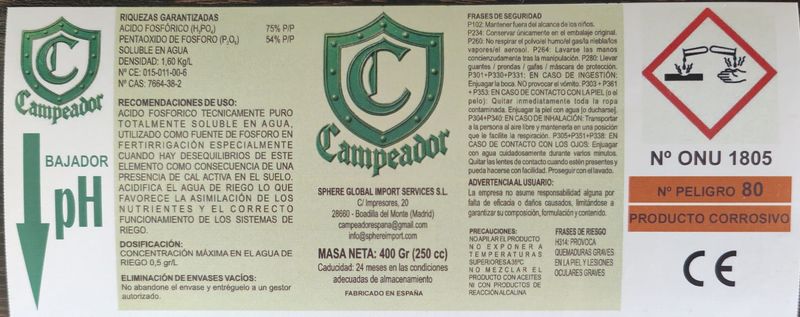 Campeador
BAJADOR
pH
RIQUEZAS GARANTIZADAS
ACIDO FOSFÓRICO (H₃PO₄) 75% P/P
PENTAOXIDO DE FOSFORO (P₂O₅) 54% P/P
SOLUBLE EN AGUA
DENSIDAD: 1,60 Kg/L
Nº CE: 015-011-00-6
Nº CAS: 7664-38-2
RECOMENDACIONES DE USO:
ACIDO FOSFORICO TECNICAMENTE PURO
TOTALMENTE SOLUBLE EN AGUA,
UTILIZADO COMO FUENTE DE FOSFORO EN
FERTIRRIGACIÓN ESPECIALMENTE
CUANDO HAY DESEQUILIBRIOS DE ESTE
ELEMENTO COMO CONSECUENCIA DE UNA
PRESENCIA DE CAL ACTIVA EN EL SUELO.
ACIDIFICA EL AGUA DE RIEGO LO QUE
FAVORECE LA ASIMILACIÓN DE LOS
NUTRIENTES Y EL CORRECTO
FUNCIONAMIENTO DE LOS SISTEMAS DE
RIEGO.
DOSIFICACIÓN:
CONCENTRACIÓN MÁXIMA EN EL AGUA DE
RIEGO 0,5 gr/L.
ELIMINACIÓN DE ENVASES VACÍOS:
No abandone el envase y entréguelo a un gestor
autorizado.
C
Campeador
SPHERE GLOBAL IMPORT SERVICES S.L.
C/ Impresores, 20
28660 - Boadilla del Monte (Madrid)
campeadorespana@gmail.com
info@sphereimport.com
MASA NETA: 400 Gr (250 cc)
Caducidad: 24 meses en las condiciones
adecuadas de almacenamiento
FABRICADO EN ESPAÑA
FRASES DE SEGURIDAD
P102: Mantener fuera del alcance de los niños.
P234: Conservar únicamente en el embalaje original.
P260: No respirar el polvo/el humo/el gas/la niebla/los
vapores/el aerosol. P264: Lavarse las manos
concienzudamente tras la manipulación. P280: Llevar
guantes / prendas / gafas / máscara de protección.
P301+P330+P331: EN CASO DE INGESTIÓN:
Enjuagar la boca. NO provocar el vómito. P303 + P361
+ P353: EN CASO DE CONTACTO CON LA PIEL (o el
pelo): Quitar inmediatamente toda la ropa
contaminada. Enjuagar la piel con agua [o ducharse].
P304+P340: EN CASO DE INHALACIÓN: Transportar
a la persona al aire libre y mantenerla en una posición
que le facilite la respiración. P305+P351+P338: EN
CASO DE CONTACTO CON LOS OJOS: Enjuagar
con agua cuidadosamente durante varios minutos.
Quitar las lentes de contacto cuando estén presentes y
pueda hacerse con facilidad. Proseguir con el lavado.
ADVERTENCIA AL USUARIO:
La empresa no asume responsabilidad alguna por
falta de eficacia o daños causados, limitándose a
garantizar su composición, formulación y contenido.
PRECAUCIONES:
NO APILAR EL PRODUCTO
NO EXPONER A
TEMPERATURAS
SUPERIORES A 35ºC
NO MEZCLAR EL
PRODUCTO CON ACEITES
NI CON PRODUCTOS DE
REACCIÓN ALCALINA
FRASES DE RIESGO
H314: PROVOCA
QUEMADURAS GRAVES
EN LA PIEL Y LESIONES
OCULARES GRAVES
Nº ONU 1805
Nº PELIGRO 80
PRODUCTO CORROSIVO
CE